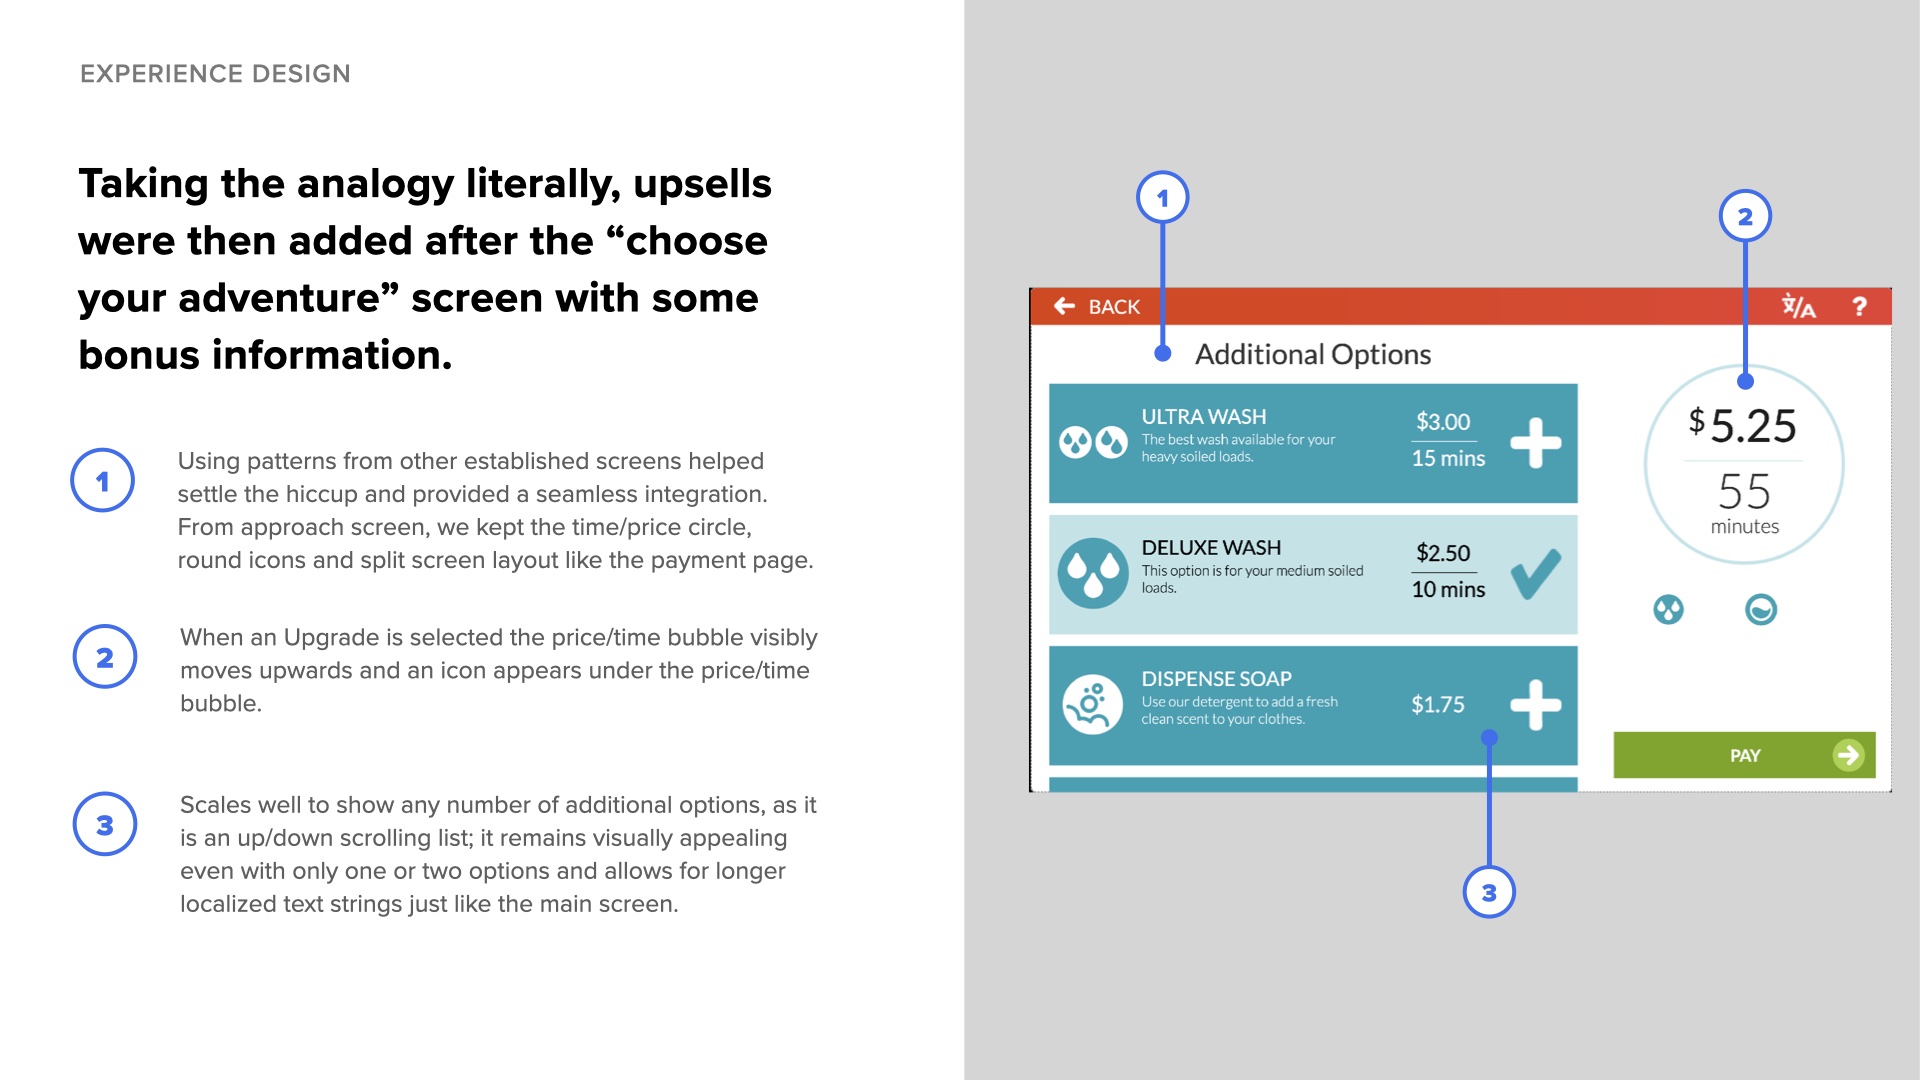 EXPERIENCE DESIGN
Taking the analogy literally, upsells
were then added after the “choose
your adventure” screen with some
bonus information.
1
Using patterns from other established screens helped
settle the hiccup and provided a seamless integration.
From approach screen, we kept the time/price circle,
round icons and split screen layout like the payment page.
2
When an Upgrade is selected the price/time bubble visibly
moves upwards and an icon appears under the price/time
bubble.
3
Scales well to show any number of additional options, as it
is an up/down scrolling list; it remains visually appealing
even with only one or two options and allows for longer
localized text strings just like the main screen.
1
2
BACK
?
Additional Options
ULTRA WASH
The best wash available for your
heavy soiled loads.
$3.00
15 mins
DELUXE WASH
This option is for your medium soiled
loads.
$2.50
10 mins
DISPENSE SOAP
Use our detergent to add a fresh
clean scent to your clothes.
$1.75
$5.25
55
minutes
PAY
3